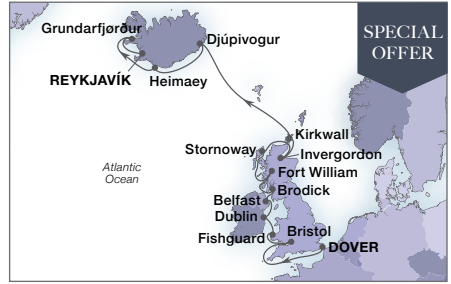 SPECIAL
OFFER
Grundarfjørður
Djúpivogur
REYKJAVÍK
Heimaey
Kirkwall
Stornoway
Invergordon
Atlantic
Ocean
Fort William
Brodick
Belfast
Dublin
Bristol
Fishguard
DOVER